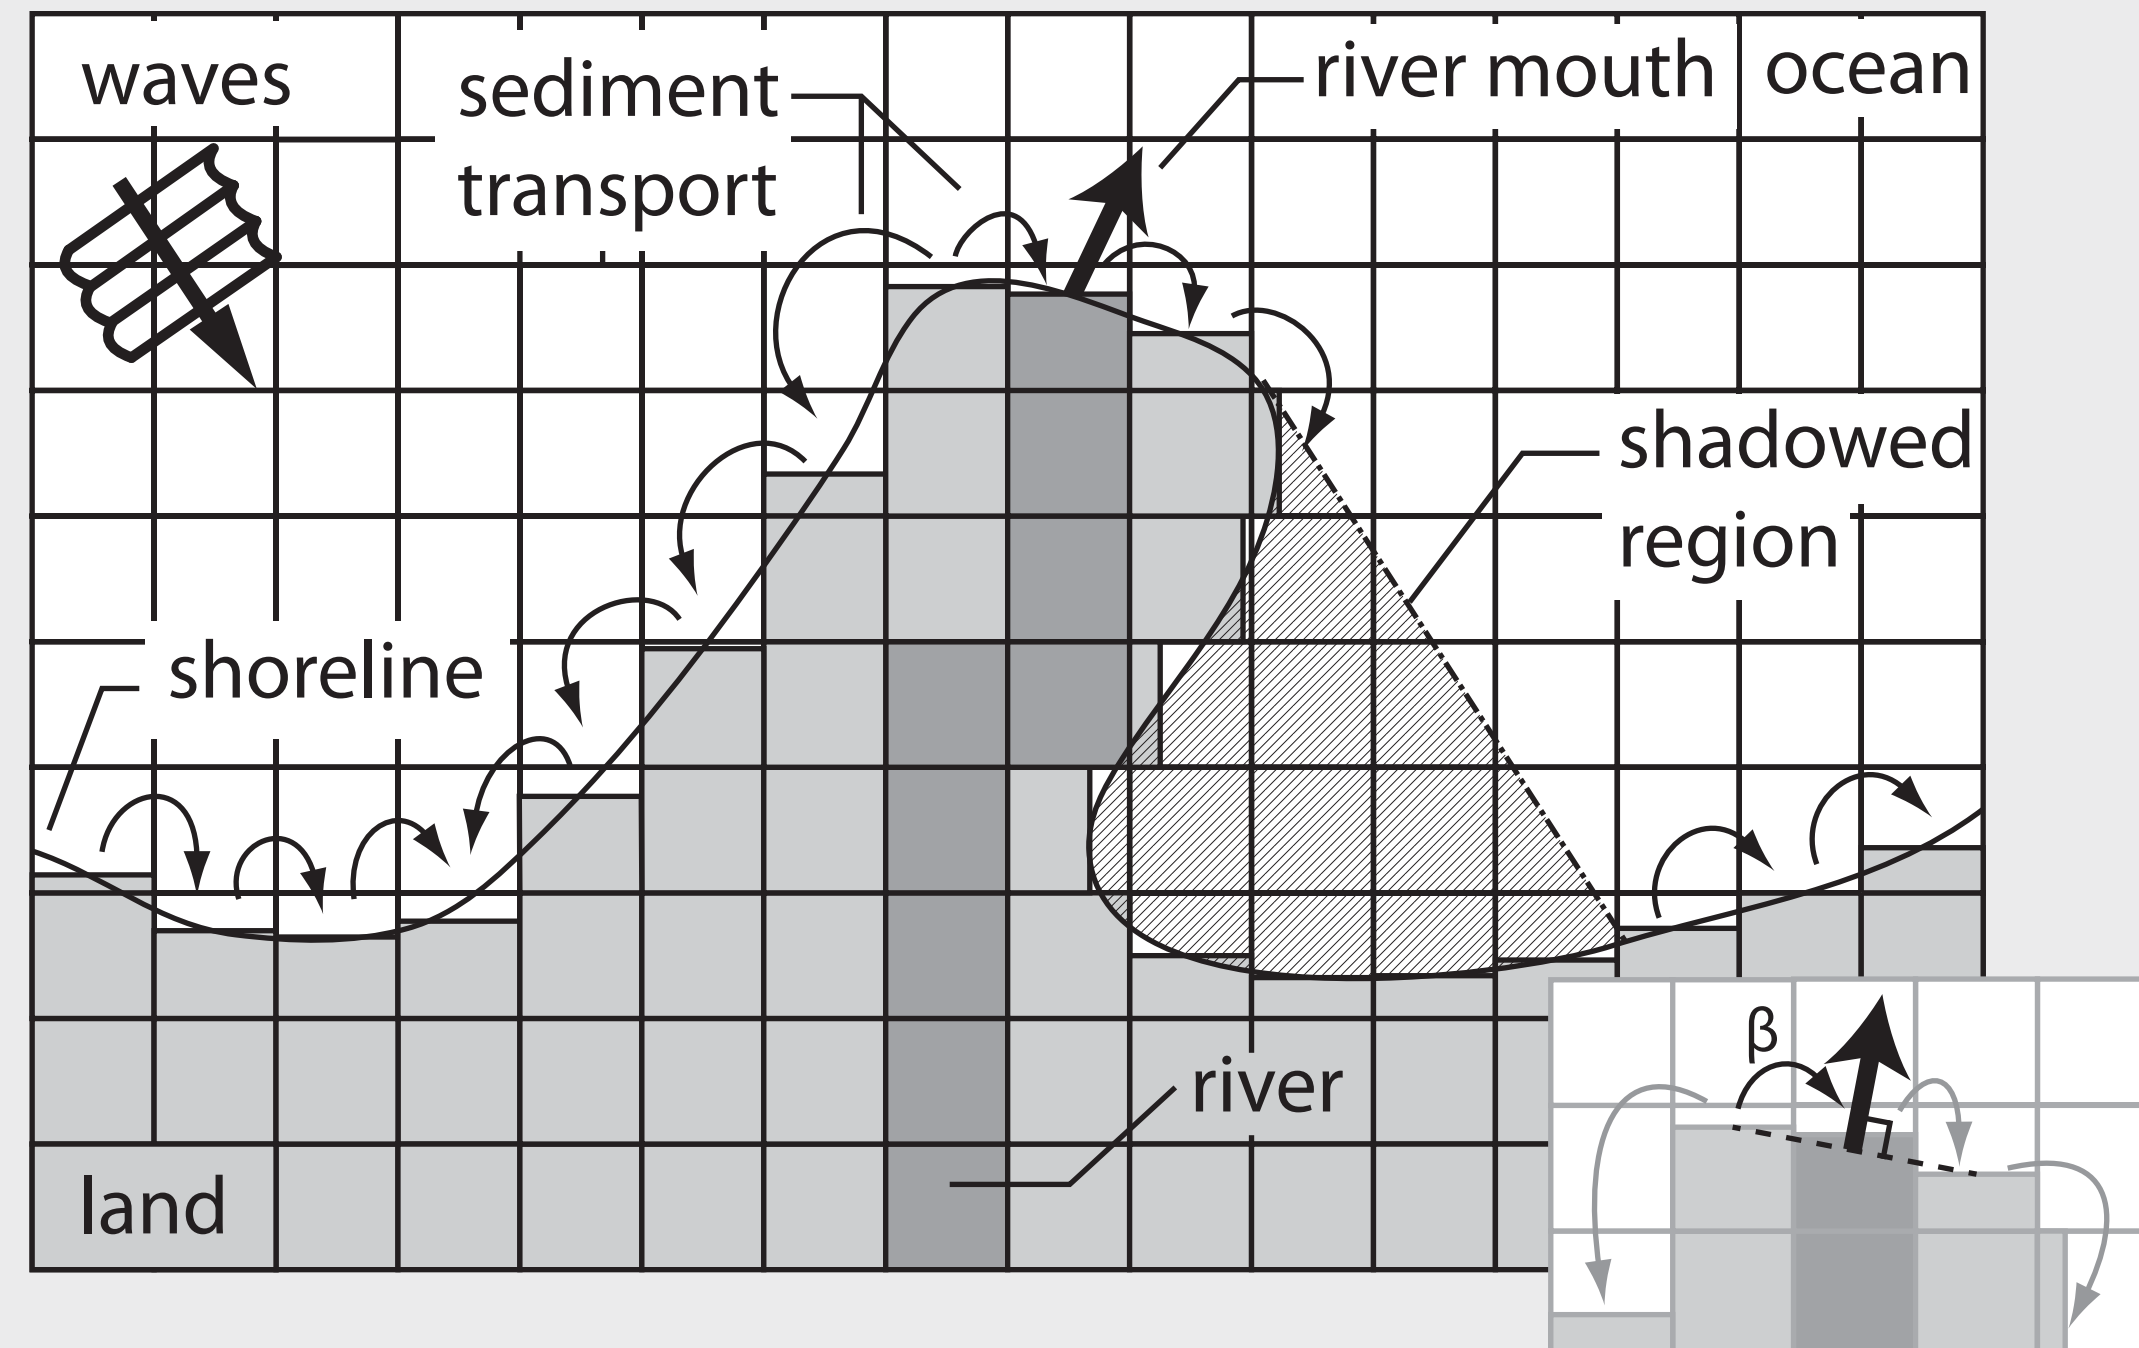 waves
sediment
transport
river mouth
ocean
shadowed
region
shoreline
river
land
β